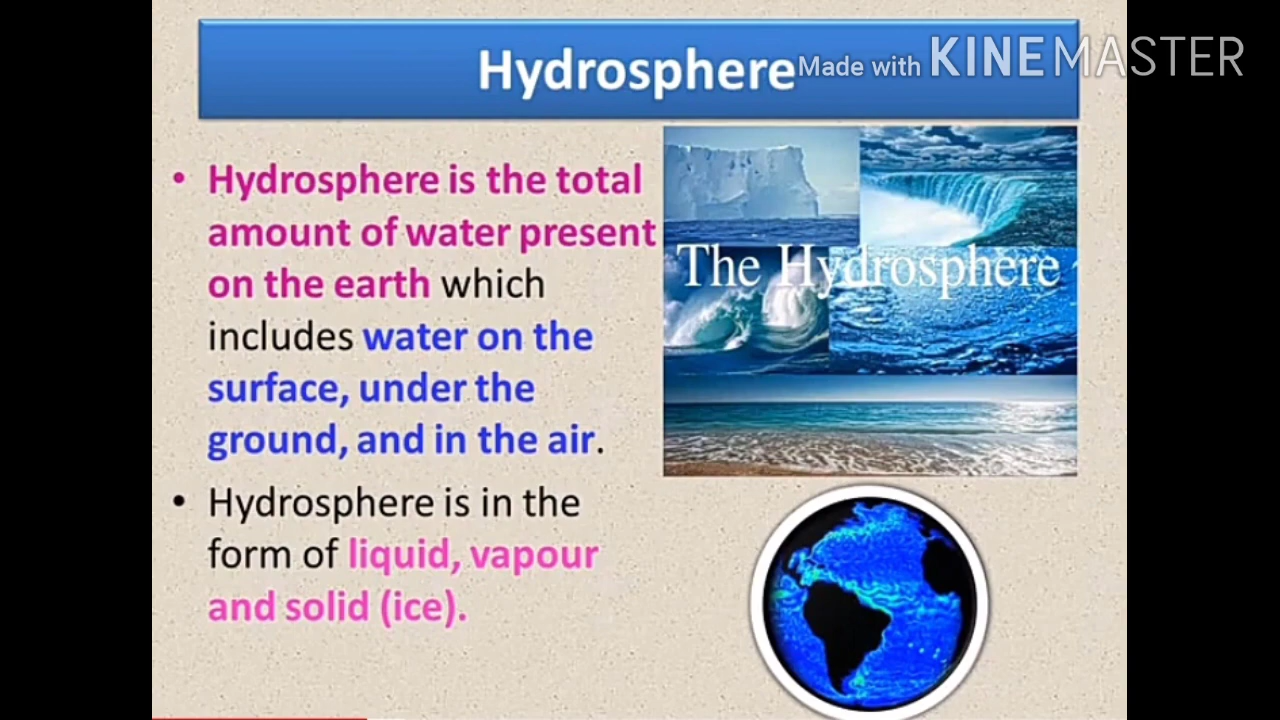 Hydrosphere
Made with KINEMASTER
• Hydrosphere is the total
amount of water present
on the earth which
includes water on the
surface, under the
ground, and in the air.
• Hydrosphere is in the
form of liquid, vapour
and solid (ice).
The Hydrosphere